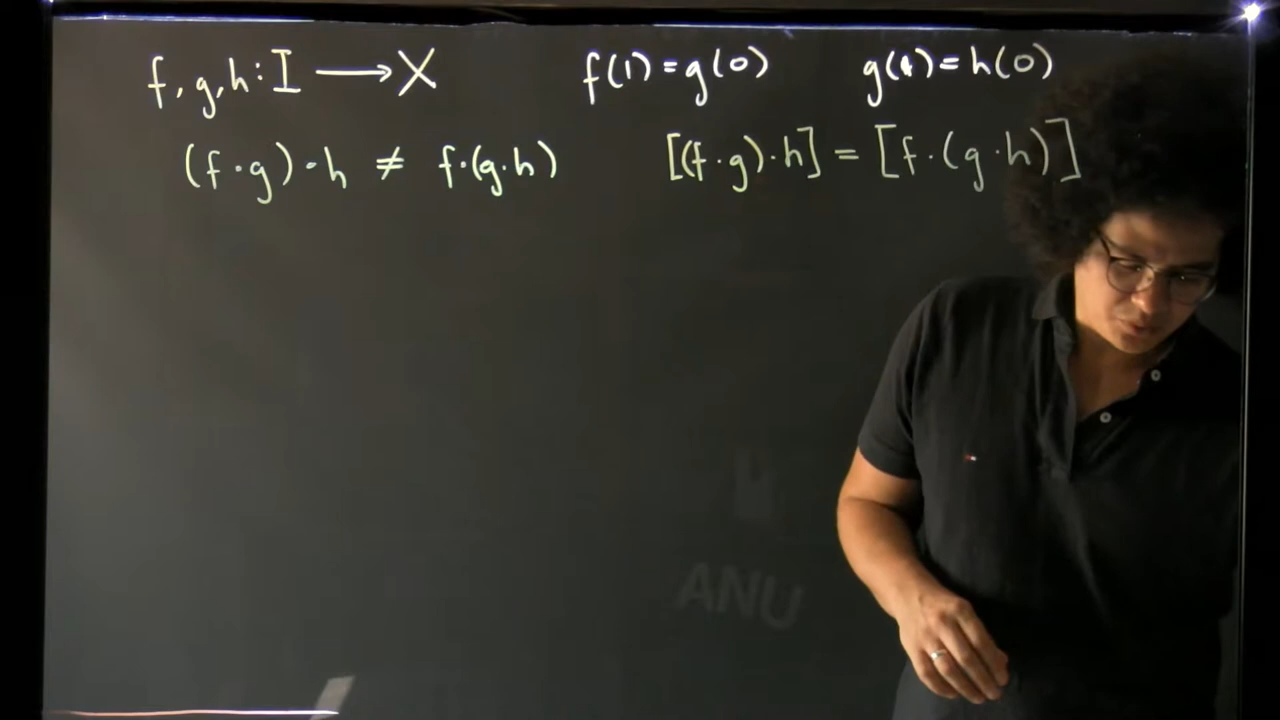 f, g, h : I ⟶ X f(1) = g(0) g(1) = h(0)
(f · g) · h ≠ f · (g · h) [(f · g) · h] = [f · (g · h)]
ANU